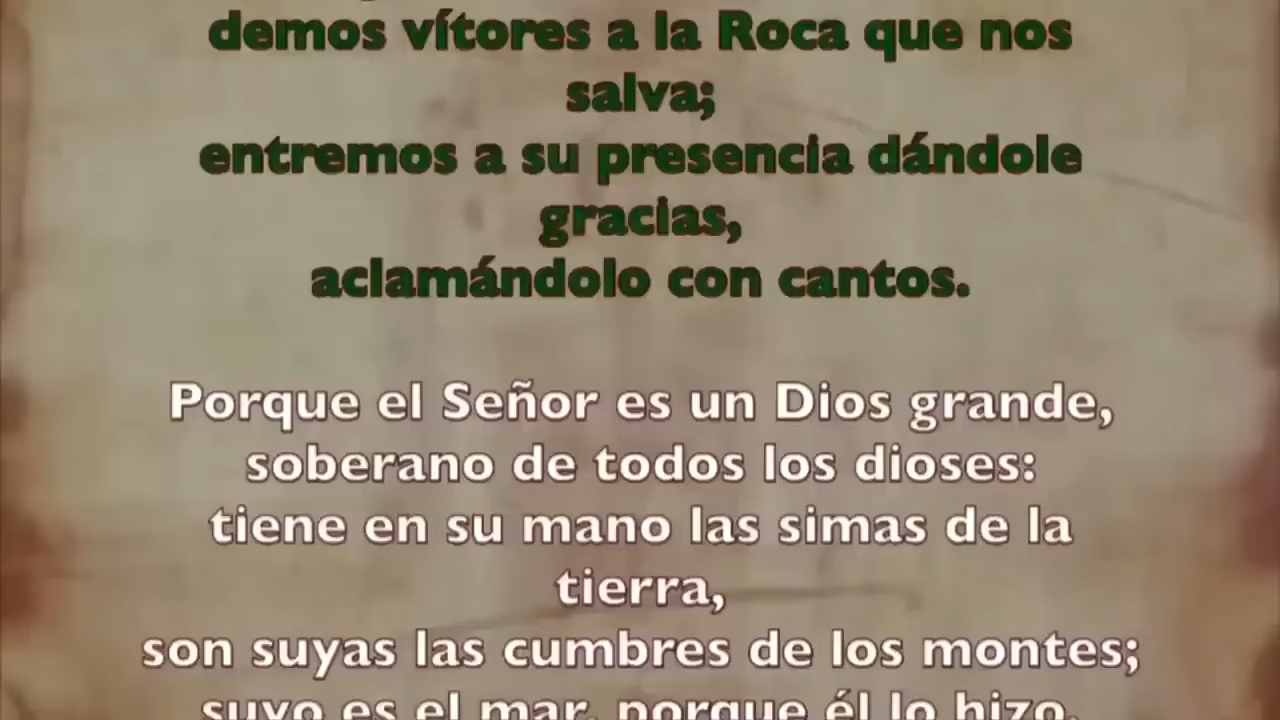 demos vítores a la Roca que nos
salva;
entremos a su presencia dándole
gracias,
aclamándolo con cantos.
Porque el Señor es un Dios grande,
soberano de todos los dioses:
tiene en su mano las simas de la
tierra,
son suyas las cumbres de los montes;
suyo es el mar, porque él lo hizo,